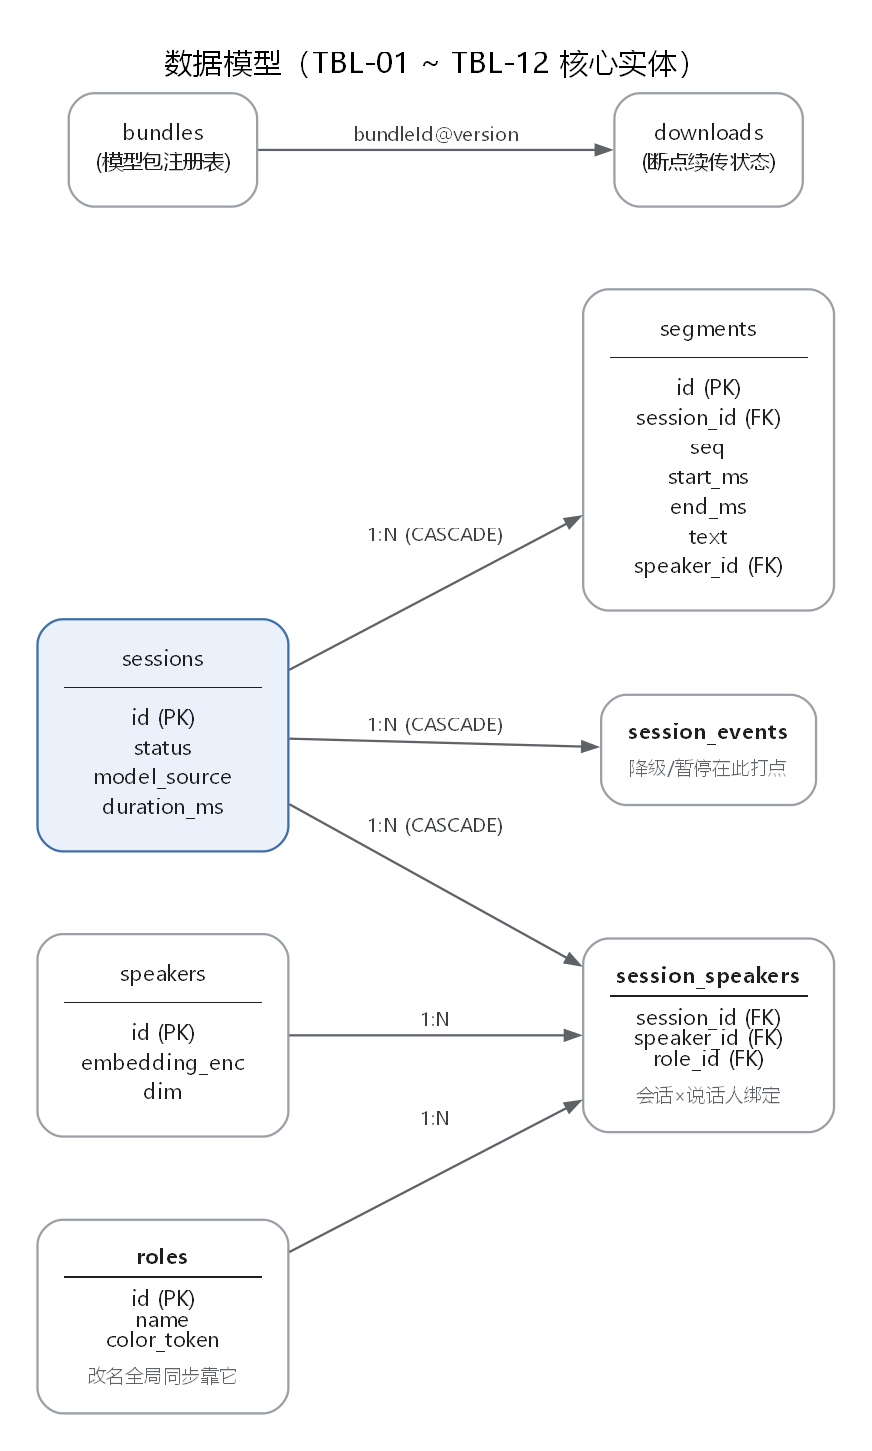 数据模型（TBL-01 ~ TBL-12 核心实体）
bundles
(模型包注册表)
bundleId@version
downloads
(断点续传状态)
segments
id (PK)
session_id (FK)
seq
start_ms
end_ms
text
speaker_id (FK)
1:N (CASCADE)
sessions
id (PK)
status
model_source
duration_ms
1:N (CASCADE)
session_events
降级/暂停在此打点
1:N (CASCADE)
speakers
id (PK)
embedding_enc
dim
1:N
session_speakers
session_id (FK)
speaker_id (FK)
role_id (FK)
会话×说话人绑定
1:N
roles
id (PK)
name
color_token
改名全局同步靠它